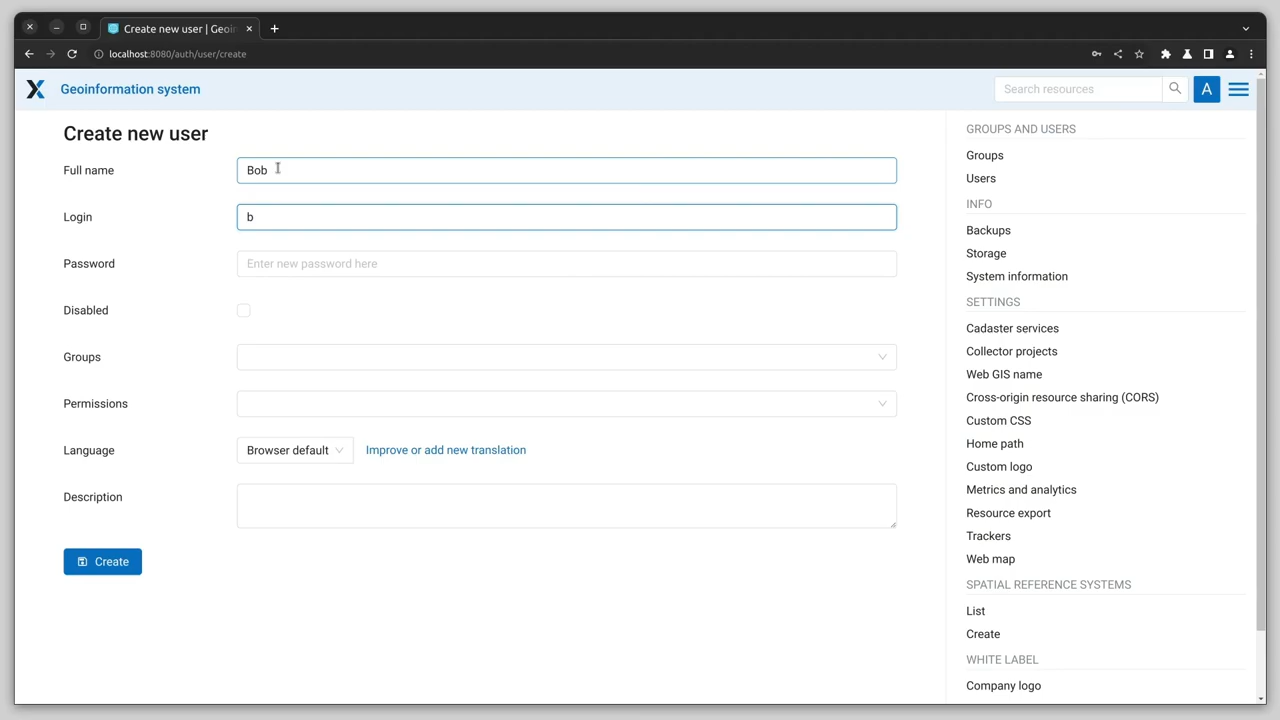 Create new user | Geoin
localhost:8080/auth/user/create
Geoinformation system
Search resources
A
Create new user
Full name
Bob
Login
b
Password
Enter new password here
Disabled
Groups
Permissions
Language
Browser default
Improve or add new translation
Description
Create
GROUPS AND USERS
Groups
Users
INFO
Backups
Storage
System information
SETTINGS
Cadaster services
Collector projects
Web GIS name
Cross-origin resource sharing (CORS)
Custom CSS
Home path
Custom logo
Metrics and analytics
Resource export
Trackers
Web map
SPATIAL REFERENCE SYSTEMS
List
Create
WHITE LABEL
Company logo